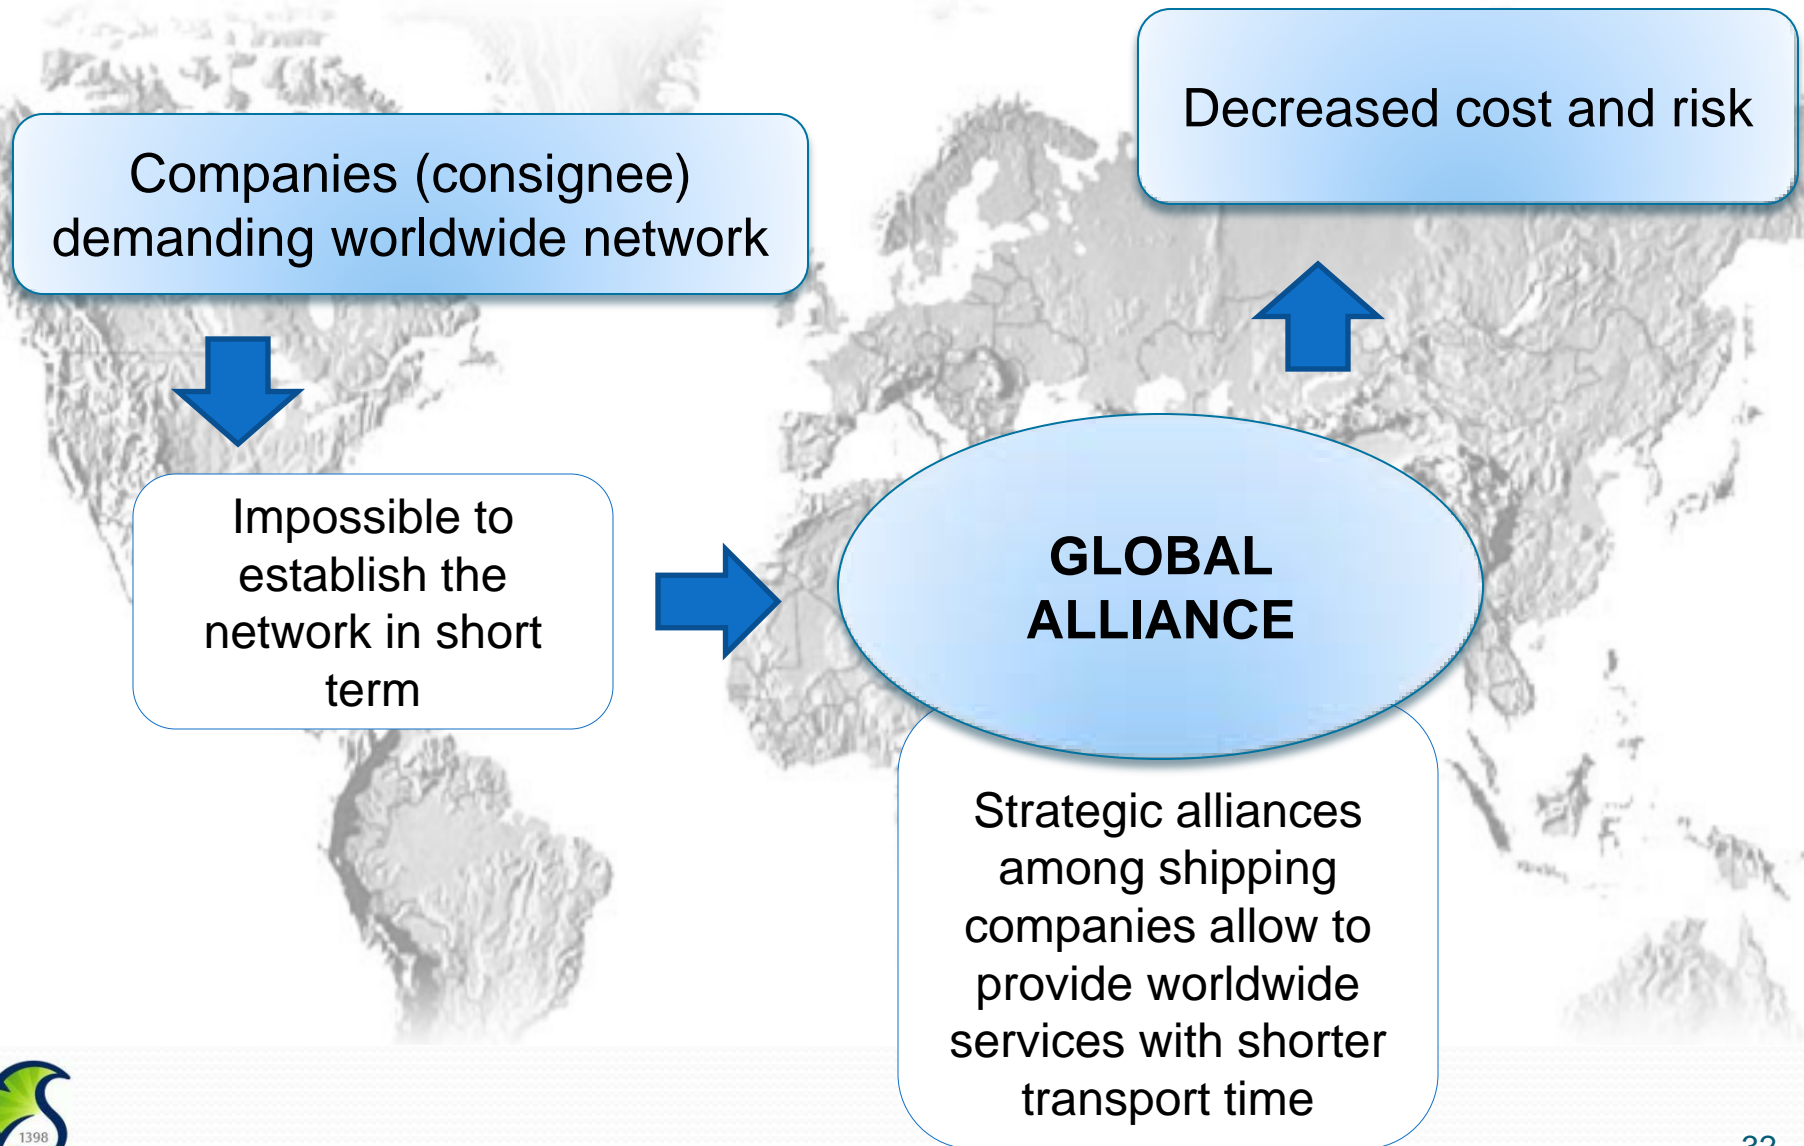 Companies (consignee)
demanding worldwide network
Decreased cost and risk
Impossible to
establish the
network in short
term
GLOBAL
ALLIANCE
Strategic alliances
among shipping
companies allow to
provide worldwide
services with shorter
transport time
1398
32